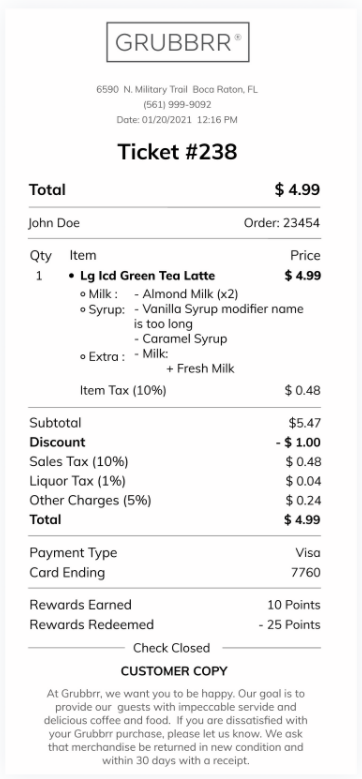 GRUBBRR®
6590 N. Military Trail Boca Raton, FL
(561) 999-9092
Date: 01/20/2021 12:16 PM
Ticket #238
Total $ 4.99
John Doe Order: 23454
Qty Item Price
1 • Lg Icd Green Tea Latte $ 4.99
Milk : - Almond Milk (x2)
Syrup: - Vanilla Syrup modifier name
is too long
- Caramel Syrup
Extra : - Milk:
+ Fresh Milk
Item Tax (10%) $ 0.48
Subtotal $5.47
Discount - $ 1.00
Sales Tax (10%) $ 0.48
Liquor Tax (1%) $ 0.04
Other Charges (5%) $ 0.24
Total $ 4.99
Payment Type Visa
Card Ending 7760
Rewards Earned 10 Points
Rewards Redeemed - 25 Points
Check Closed
CUSTOMER COPY
At Grubbrr, we want you to be happy. Our goal is to
provide our guests with impeccable servide and
delicious coffee and food. If you are dissatisfied with
your Grubbrr purchase, please let us know. We ask
that merchandise be returned in new condition and
within 30 days with a receipt.